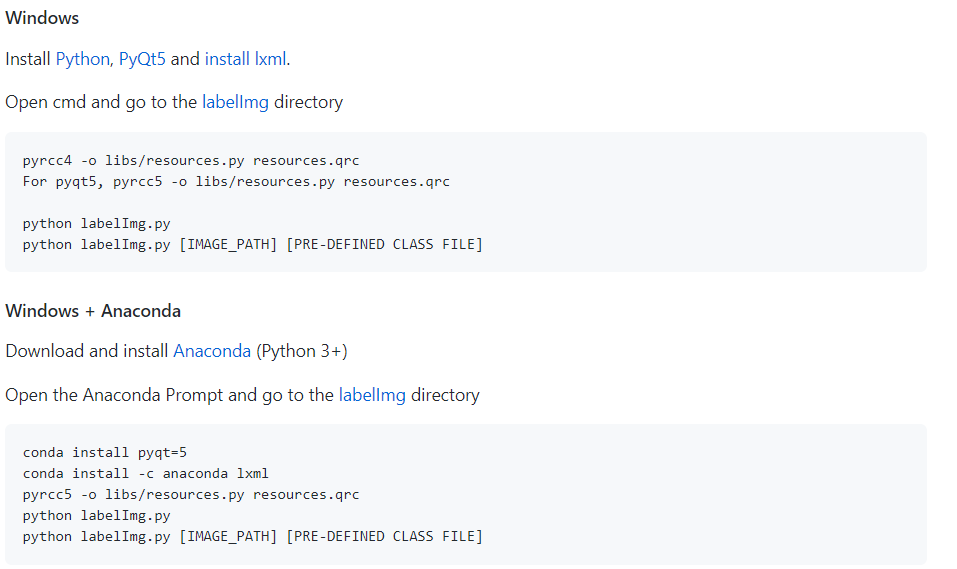 Windows
Install Python, PyQt5 and install lxml.
Open cmd and go to the labelImg directory
pyrcc4 -o libs/resources.py resources.qrc
For pyqt5, pyrcc5 -o libs/resources.py resources.qrc
python labelImg.py
python labelImg.py [IMAGE_PATH] [PRE-DEFINED CLASS FILE]
Windows + Anaconda
Download and install Anaconda (Python 3+)
Open the Anaconda Prompt and go to the labelImg directory
conda install pyqt=5
conda install -c anaconda lxml
pyrcc5 -o libs/resources.py resources.qrc
python labelImg.py
python labelImg.py [IMAGE_PATH] [PRE-DEFINED CLASS FILE]